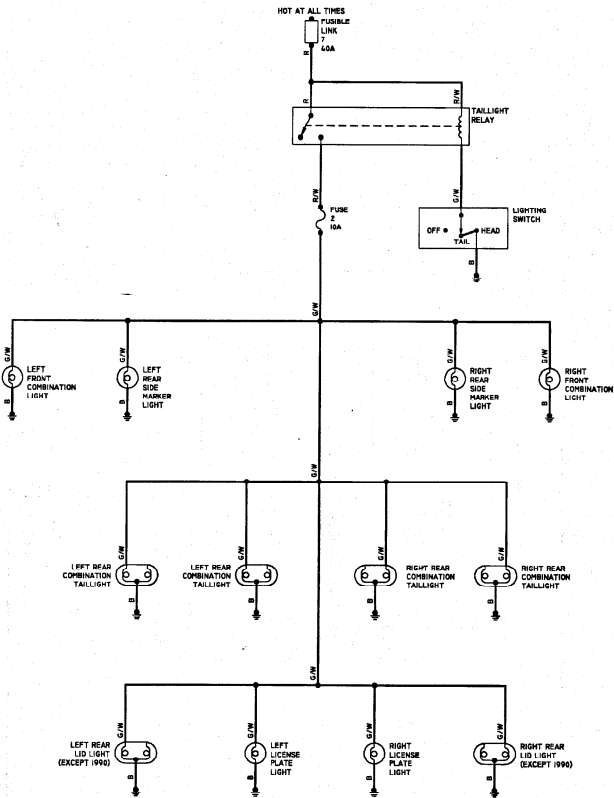 HOT AT ALL TIMES
FUSIBLE
LINK
7
40A
R
R
R/W
TAILLIGHT
RELAY
R/W
G/W
FUSE
2
10A
LIGHTING
SWITCH
OFF
HEAD
TAIL
B
G/W
G/W
LEFT
FRONT
COMBINATION
LIGHT
B
G/W
LEFT
REAR
SIDE
MARKER
LIGHT
B
G/W
RIGHT
REAR
SIDE
MARKER
LIGHT
B
G/W
RIGHT
FRONT
COMBINATION
LIGHT
B
G/W
G/W
LEFT REAR
COMBINATION
TAILLIGHT
B
G/W
LEFT REAR
COMBINATION
TAILLIGHT
B
G/W
RIGHT REAR
COMBINATION
TAILLIGHT
B
G/W
RIGHT REAR
COMBINATION
TAILLIGHT
B
G/W
G/W
LEFT REAR
LID LIGHT
(EXCEPT 1990)
B
G/W
LEFT
LICENSE
PLATE
LIGHT
B
G/W
RIGHT
LICENSE
PLATE
LIGHT
B
G/W
RIGHT REAR
LID LIGHT
(EXCEPT 1990)
B